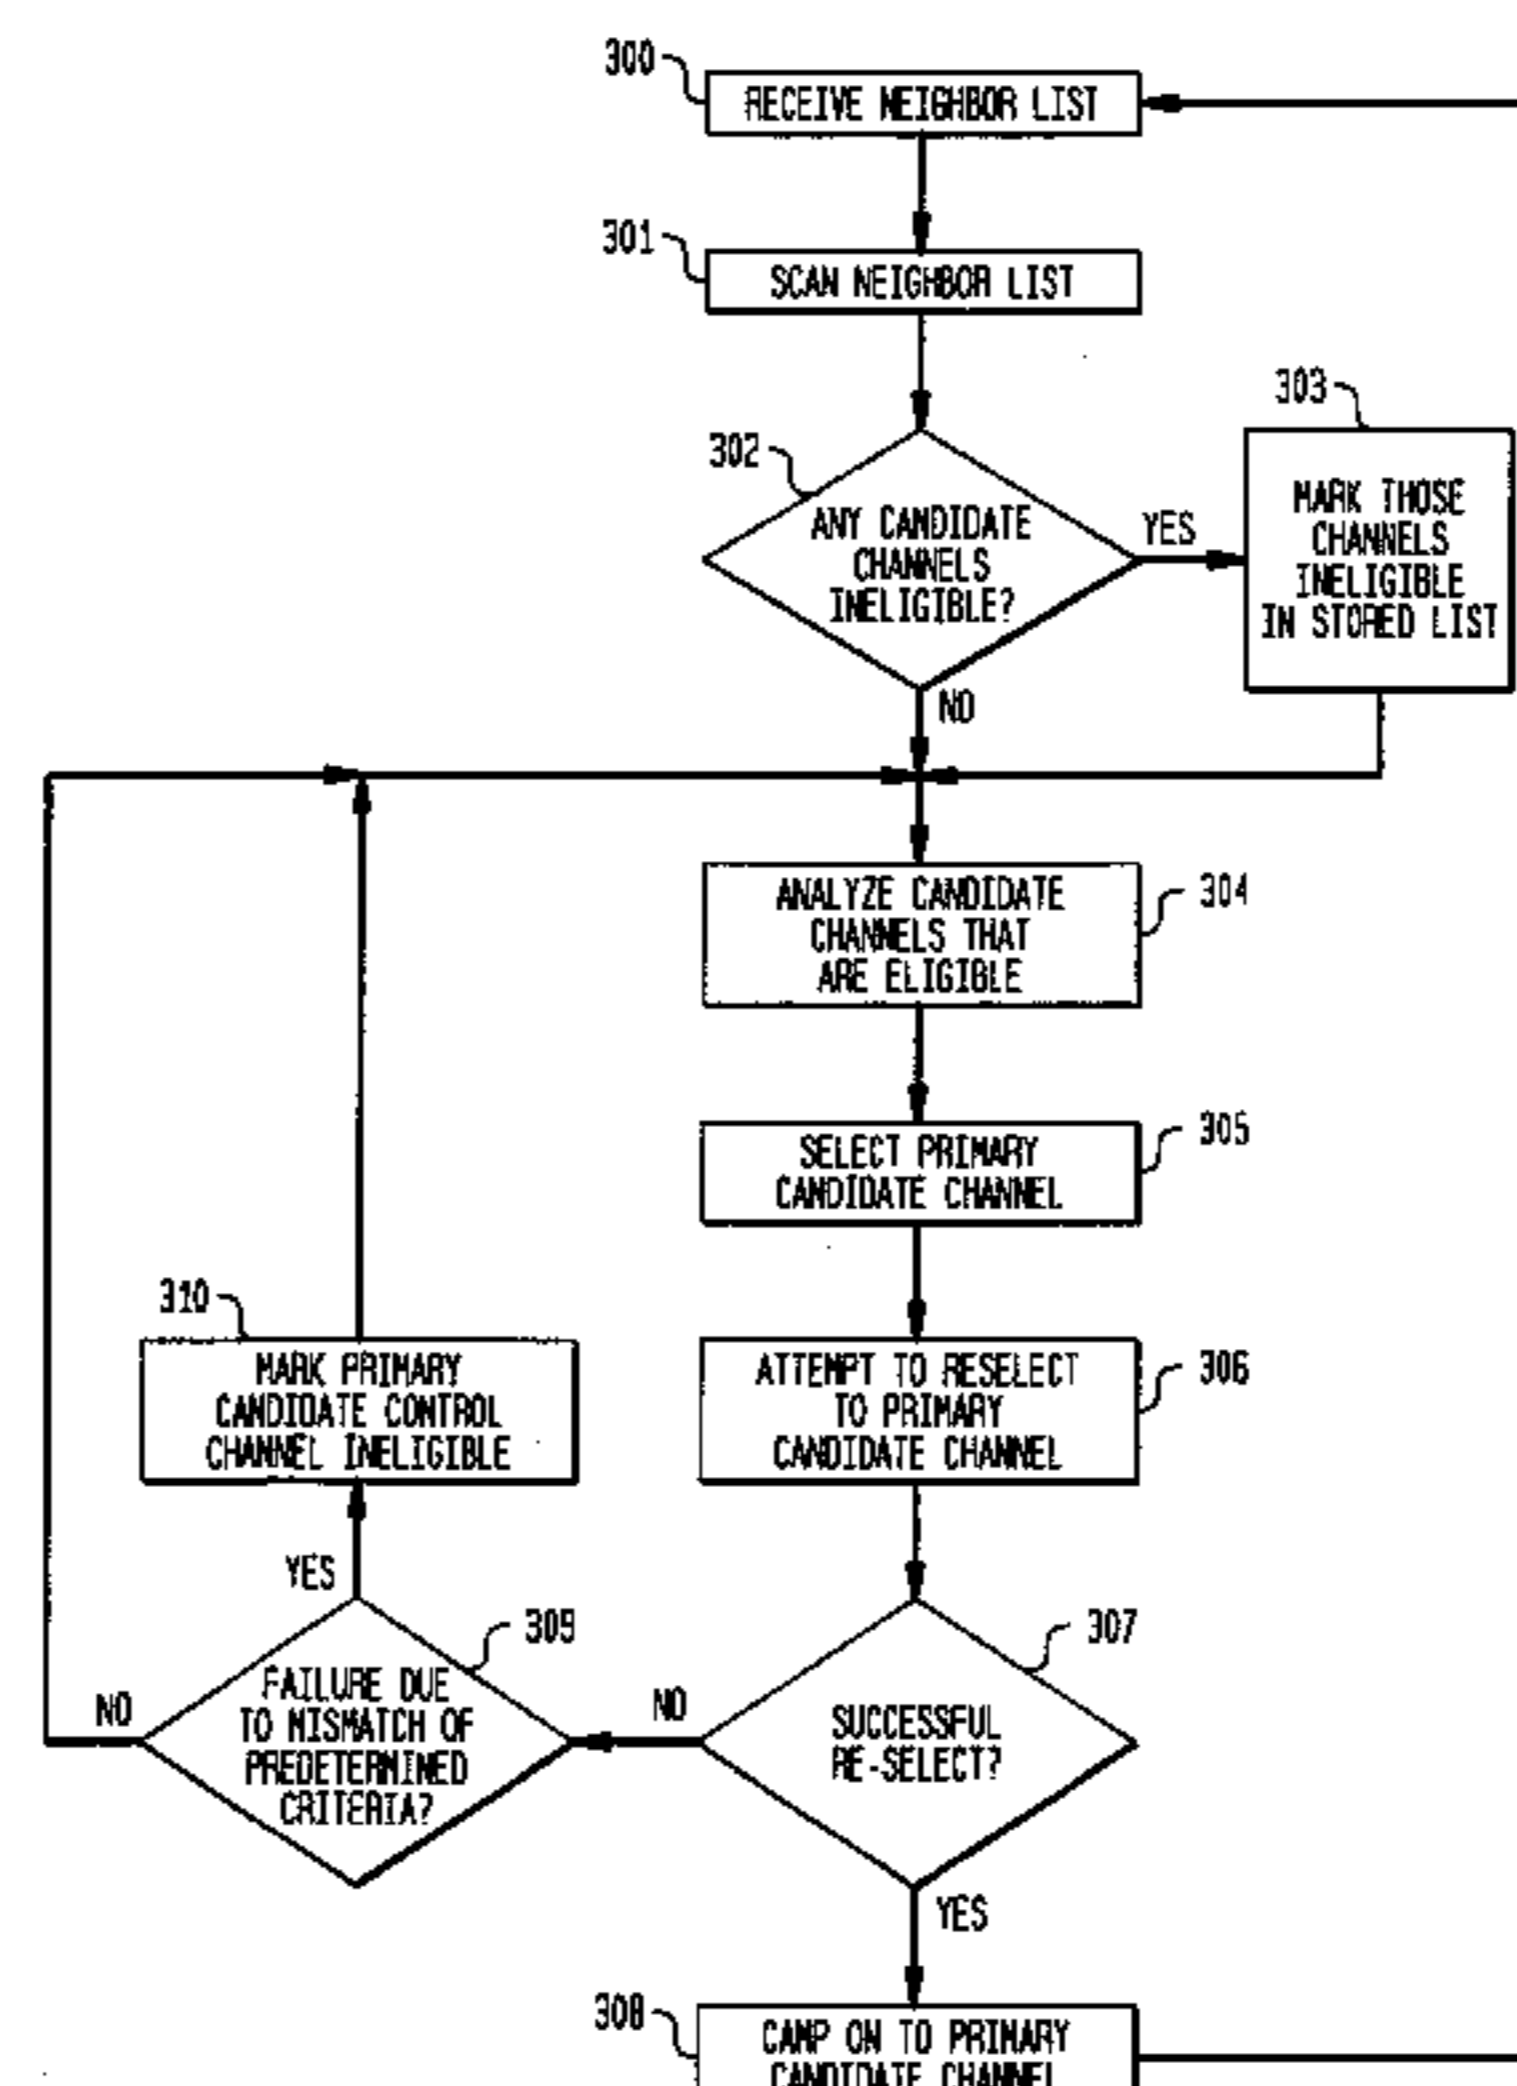 300
RECEIVE NEIGHBOR LIST
301
SCAN NEIGHBOR LIST
303
302
ANY CANDIDATE
CHANNELS
INELIGIBLE?
YES
MARK THOSE
CHANNELS
INELIGIBLE
IN STORED LIST
NO
304
ANALYZE CANDIDATE
CHANNELS THAT
ARE ELIGIBLE
305
SELECT PRIMARY
CANDIDATE CHANNEL
310
MARK PRIMARY
CANDIDATE CONTROL
CHANNEL INELIGIBLE
306
ATTEMPT TO RESELECT
TO PRIMARY
CANDIDATE CHANNEL
YES
309
307
NO
FAILURE DUE
TO MISMATCH OF
PREDETERMINED
CRITERIA?
NO
SUCCESSFUL
RE-SELECT?
YES
308
CAMP ON TO PRIMARY
CANDIDATE CHANNEL